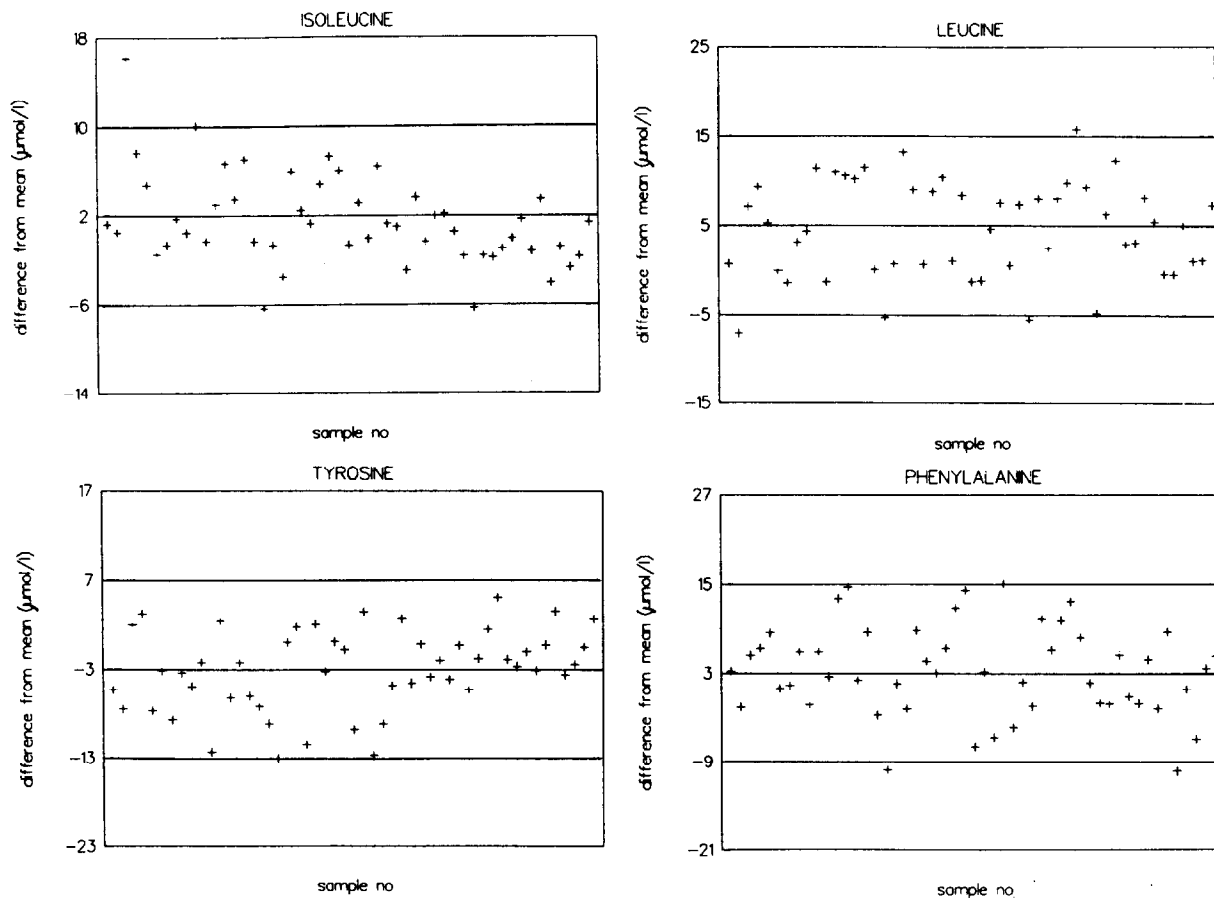 ISOLEUCINE
difference from mean (μmol/l)
18
10
2
−6
−14
sample no
LEUCINE
difference from mean (μmol/l)
25
15
5
−5
−15
sample no
TYROSINE
difference from mean (μmol/l)
17
7
−3
−13
−23
sample no
PHENYLALANINE
difference from mean (μmol/l)
27
15
3
−9
−21
sample no